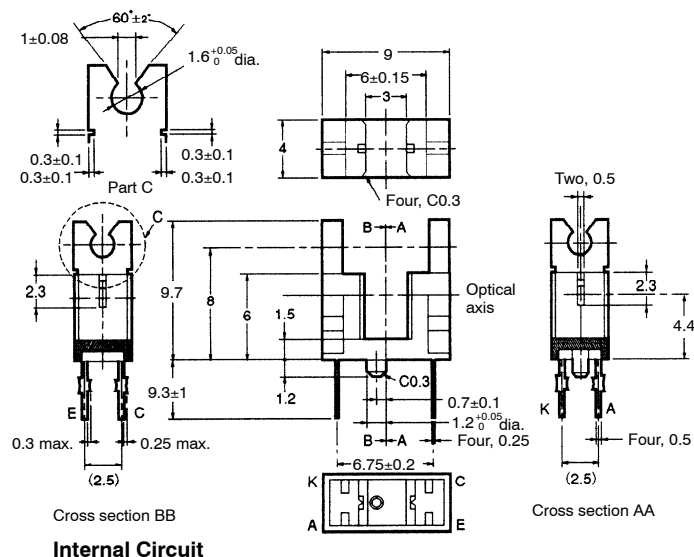 60°±2°
1±0.08
1.6 +0.05 0 dia.
0.3±0.1
0.3±0.1
0.3±0.1
0.3±0.1
Part C
9
6±0.15
3
4
Four, C0.3
Two, 0.5
C
B
A
2.3
9.7
8
6
1.5
Optical
axis
2.3
4.4
9.3±1
1.2
C0.3
0.7±0.1
1.2 +0.05 0 dia.
E
C
K
A
0.3 max.
0.25 max.
B
A
Four, 0.25
Four, 0.5
6.75±0.2
(2.5)
(2.5)
K
C
A
E
Cross section BB
Cross section AA
Internal Circuit